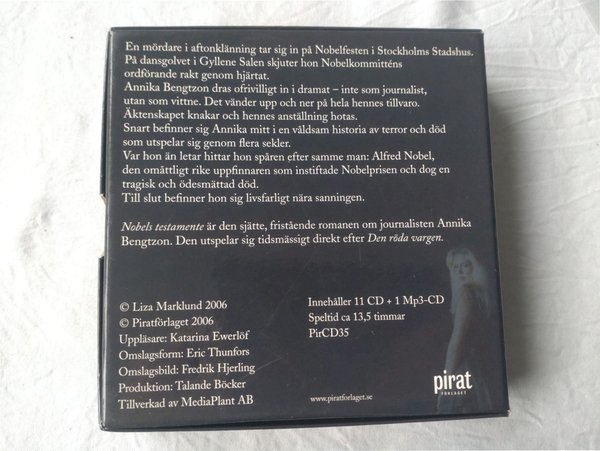 En mördare i aftonklänning tar sig in på Nobelfesten i Stockholms Stadshus.
På dansgolvet i Gyllene Salen skjuter hon Nobelkommitténs
ordförande rakt genom hjärtat.
Annika Bengtzon dras ofrivilligt in i dramat – inte som journalist,
utan som vittne. Det vänder upp och ner på hela hennes tillvaro.
Äktenskapet knakar och hennes anställning hotas.
Snart befinner sig Annika mitt i en våldsam historia av terror och död
som utspelar sig genom flera sekler.
Var hon än letar hittar hon spåren efter samme man: Alfred Nobel,
den omåttligt rike uppfinnaren som instiftade Nobelprisen och dog en
tragisk och ödesmättad död.
Till slut befinner hon sig livsfarligt nära sanningen.
Nobels testamente är den sjätte, fristående romanen om journalisten Annika
Bengtzon. Den utspelar sig tidsmässigt direkt efter Den röda vargen.
© Liza Marklund 2006
© Piratförlaget 2006
Uppläsare: Katarina Ewerlöf
Omslagsform: Eric Thunfors
Omslagsbild: Fredrik Hjerling
Produktion: Talande Böcker
Tillverkad av MediaPlant AB
Innehåller 11 CD + 1 Mp3-CD
Speltid ca 13,5 timmar
PirCD35
www.piratforlaget.se
pirat
FÖRLAGET